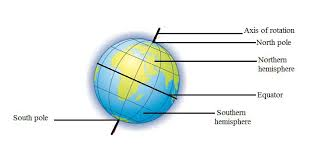 Axis of rotation
North pole
Northern
hemisphere
Equator
Southern
hemisphere
South pole